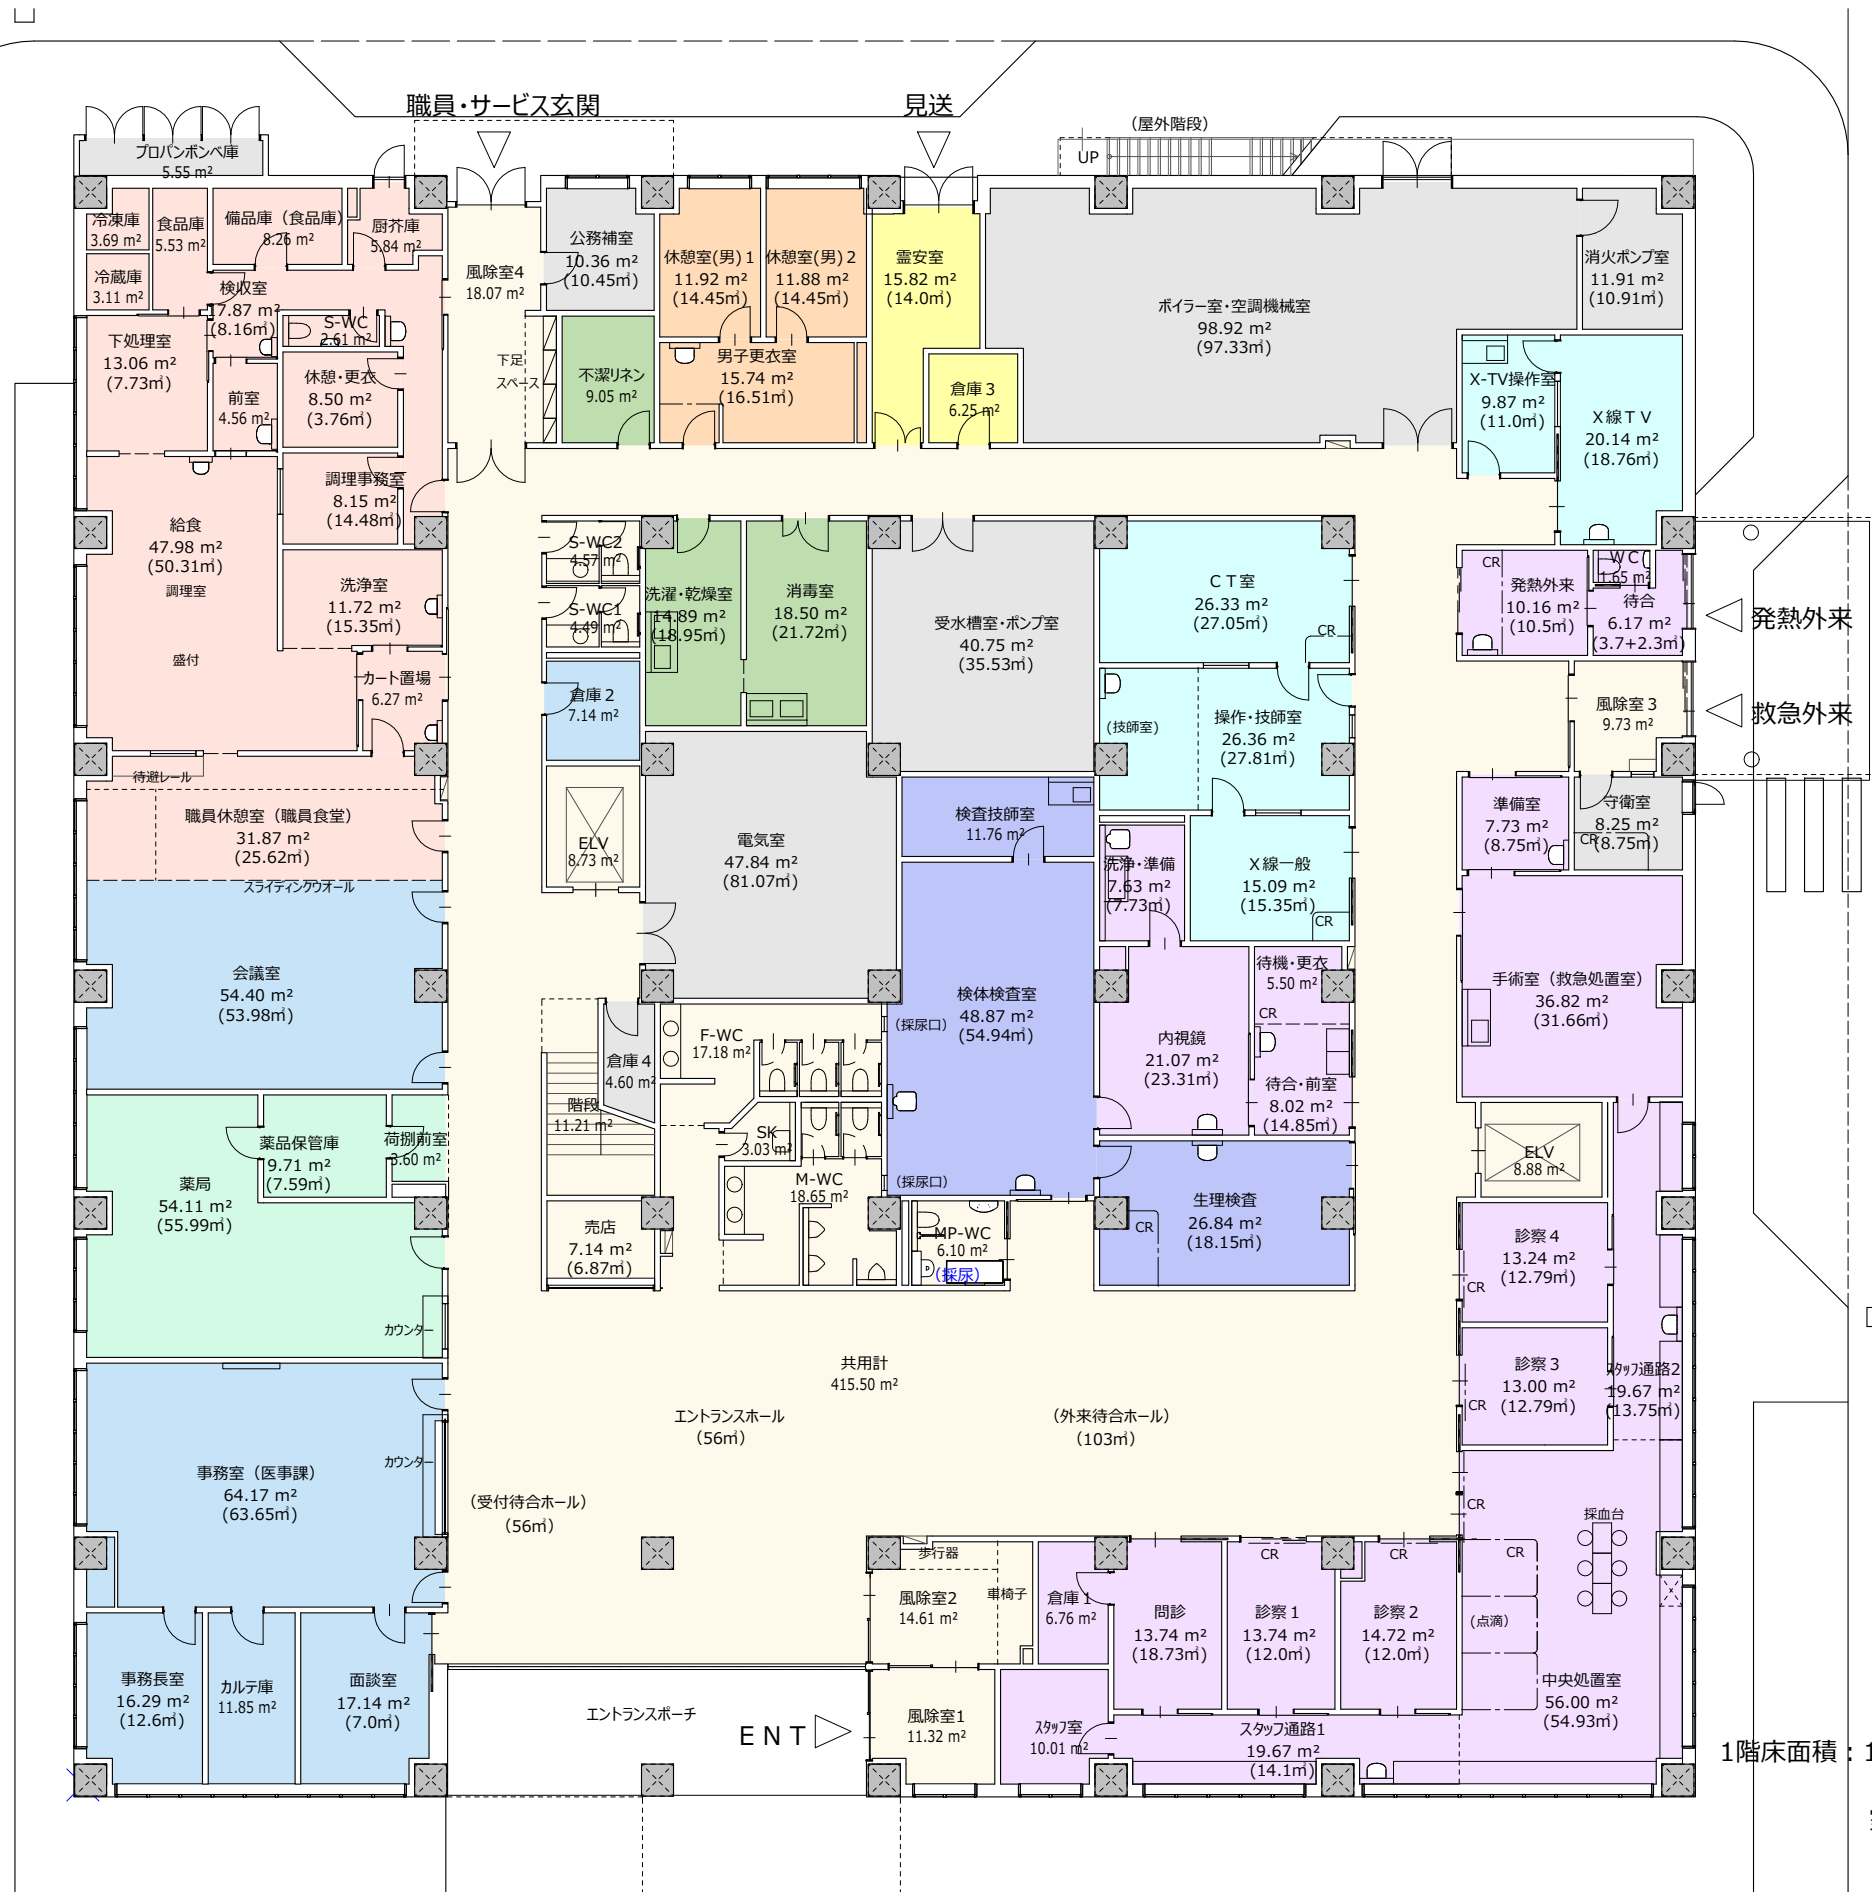 職員・サービス玄関
見送
(屋外階段)
UP
プロパンボンベ庫
5.55 m²
冷凍庫
3.69 m²
食品庫
5.53 m²
備品庫（食品庫）
8.26 m²
厨芥庫
5.84 m²
冷蔵庫
3.11 m²
検収室
17.87 m²
(8.16㎡)
S-WC
2.61 m²
下処理室
13.06 m²
(7.73㎡)
前室
4.56 m²
休憩・更衣
8.50 m²
(3.76㎡)
調理事務室
8.15 m²
(14.48㎡)
給食
47.98 m²
(50.31㎡)
調理室
盛付
洗浄室
11.72 m²
(15.35㎡)
カート置場
6.27 m²
待避レール
職員休憩室（職員食堂）
31.87 m²
(25.62㎡)
スライディングウオール
会議室
54.40 m²
(53.98㎡)
薬局
54.11 m²
(55.99㎡)
薬品保管庫
9.71 m²
(7.59㎡)
荷捌前室
3.60 m²
カウンター
事務室（医事課）
64.17 m²
(63.65㎡)
カウンター
事務長室
16.29 m²
(12.6㎡)
カルテ庫
11.85 m²
面談室
17.14 m²
(7.0㎡)
風除室4
18.07 m²
下足
スペース
公務補室
10.36 m²
(10.45㎡)
不潔リネン
9.05 m²
休憩室(男)１
11.92 m²
(14.45㎡)
休憩室(男)２
11.88 m²
(14.45㎡)
男子更衣室
15.74 m²
(16.51㎡)
霊安室
15.82 m²
(14.0㎡)
倉庫３
6.25 m²
ボイラー室・空調機械室
98.92 m²
(97.33㎡)
消火ポンプ室
11.91 m²
(10.91㎡)
X-TV操作室
9.87 m²
(11.0㎡)
Ｘ線ＴＶ
20.14 m²
(18.76㎡)
S-WC2
4.57 m²
S-WC1
4.49 m²
倉庫２
7.14 m²
洗濯・乾燥室
14.89 m²
(18.95㎡)
消毒室
18.50 m²
(21.72㎡)
受水槽室・ポンプ室
40.75 m²
(35.53㎡)
ＣＴ室
26.33 m²
(27.05㎡)
CR
操作・技師室
26.36 m²
(27.81㎡)
(技師室)
CR
発熱外来
10.16 m²
(10.5㎡)
ＷＣ
1.65 m²
待合
6.17 m²
(3.7+2.3㎡)
発熱外来
救急外来
風除室３
9.73 m²
準備室
7.73 m²
(8.75㎡)
守衛室
8.25 m²
(8.75㎡)
CR
ELV
8.73 m²
電気室
47.84 m²
(81.07㎡)
検査技師室
11.76 m²
洗浄・準備
7.63 m²
(7.73㎡)
Ｘ線一般
15.09 m²
(15.35㎡)
CR
検体検査室
48.87 m²
(54.94㎡)
(採尿口)
(採尿口)
内視鏡
21.07 m²
(23.31㎡)
待機・更衣
5.50 m²
CR
待合・前室
8.02 m²
(14.85㎡)
手術室（救急処置室）
36.82 m²
(31.66㎡)
F-WC
17.18 m²
倉庫４
4.60 m²
階段
11.21 m²
SK
3.03 m²
M-WC
18.65 m²
売店
7.14 m²
(6.87㎡)
MP-WC
6.10 m²
(採尿)
生理検査
26.84 m²
(18.15㎡)
CR
ELV
8.88 m²
診察４
13.24 m²
(12.79㎡)
CR
診察３
13.00 m²
(12.79㎡)
CR
スタッフ通路2
19.67 m²
(13.75㎡)
共用計
415.50 m²
エントランスホール
(56㎡)
(外来待合ホール)
(103㎡)
(受付待合ホール)
(56㎡)
CR
採血台
CR
(点滴)
中央処置室
56.00 m²
(54.93㎡)
歩行器
風除室2
14.61 m²
車椅子
倉庫１
6.76 m²
問診
13.74 m²
(18.73㎡)
CR
診察１
13.74 m²
(12.0㎡)
CR
診察２
14.72 m²
(12.0㎡)
エントランスポーチ
ＥＮＴ
風除室1
11.32 m²
スタッフ室
10.01 m²
スタッフ通路1
19.67 m²
(14.1㎡)
1階床面積：1